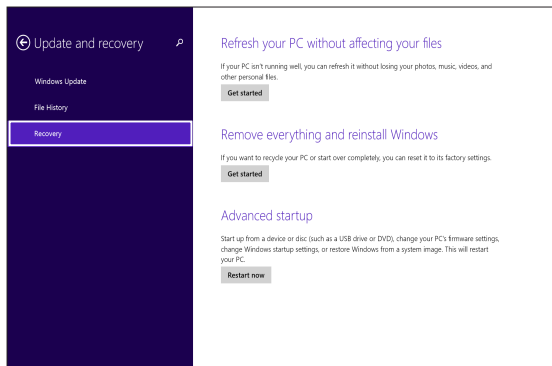 Update and recovery
Windows Update
File History
Recovery
Refresh your PC without affecting your files
If your PC isn't running well, you can refresh it without losing your photos, music, videos, and
other personal files.
Get started
Remove everything and reinstall Windows
If you want to recycle your PC or start over completely, you can reset it to its factory settings.
Get started
Advanced startup
Start up from a device or disc (such as a USB drive or DVD), change your PC's firmware settings,
change Windows startup settings, or restore Windows from a system image. This will restart
your PC.
Restart now